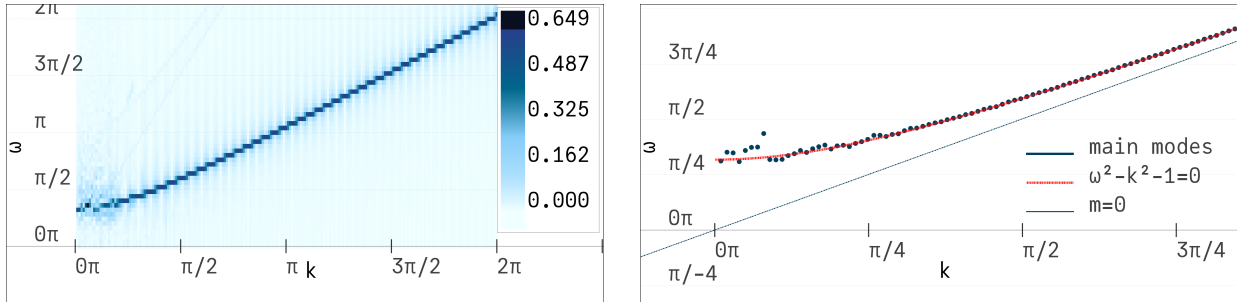 2π
3π/2
π
π/2
0π
ω
0π
π/2
π
3π/2
2π
k
0.649
0.487
0.325
0.162
0.000
3π/4
π/2
π/4
0π
π/-4
ω
0π
π/4
π/2
3π/4
k
main modes
ω²-k²-1=0
m=0